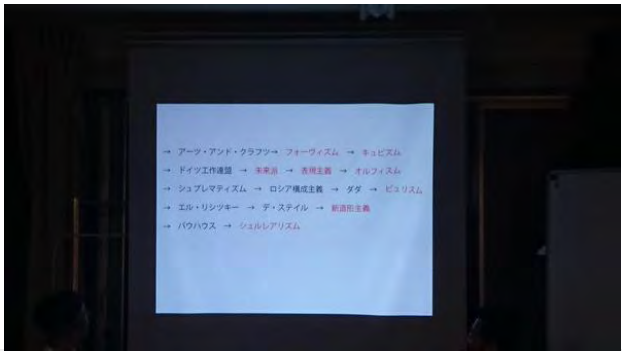 → アーツ・アンド・クラフツ→ フォーヴィズム → キュビズム
→ ドイツ工作連盟 → 未来派 → 表現主義 → オルフィスム
→ シュプレマティズム → ロシア構成主義 → ダダ → ピュリスム
→ エル・リシツキー → デ・ステイル → 新造形主義
→ バウハウス → シュルレアリズム